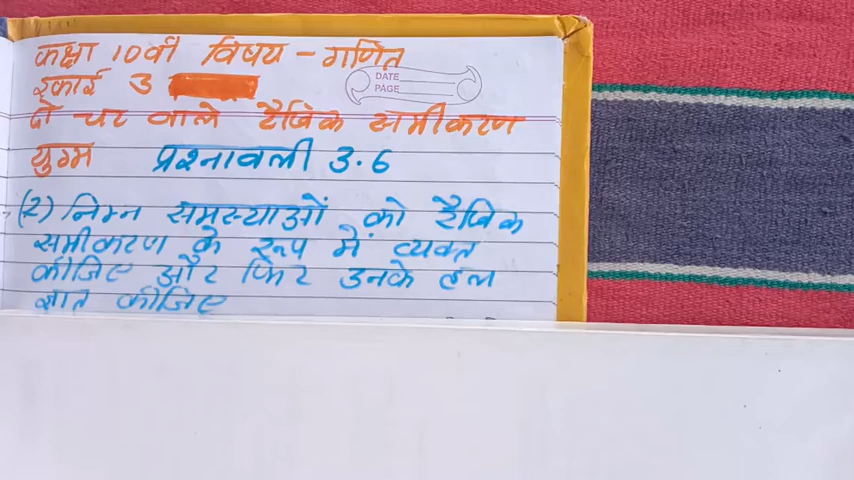 कक्षा 10वी विषय - गणित
इकाई 3
DATE
PAGE
दो चर वाले रैखिक समीकरण
युग्म प्रश्नावली 3.6
(2) निम्न समस्याओं को रैखिक
समीकरण के रूप में व्यक्त
कीजिए और फिर उनके हल
ज्ञात कीजिए